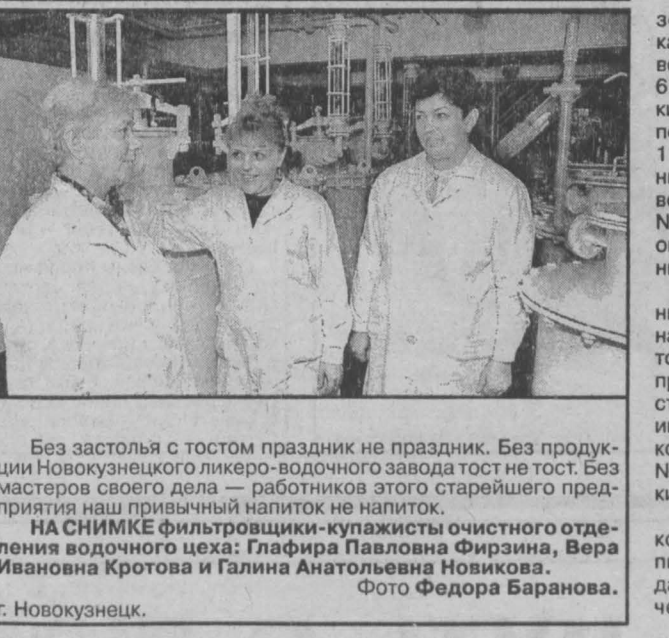 Без застолья с тостом праздник не праздник. Без продук-
ции Новокузнецкого ликеро-водочного завода тост не тост. Без
мастеров своего дела — работников этого старейшего пред-
приятия наш привычный напиток не напиток.
НА СНИМКЕ фильтровщики-купажисты очистного отде-
ления водочного цеха: Глафира Павловна Фирзина, Вера
Ивановна Кротова и Галина Анатольевна Новикова.
Фото Федора Баранова.
г. Новокузнецк.